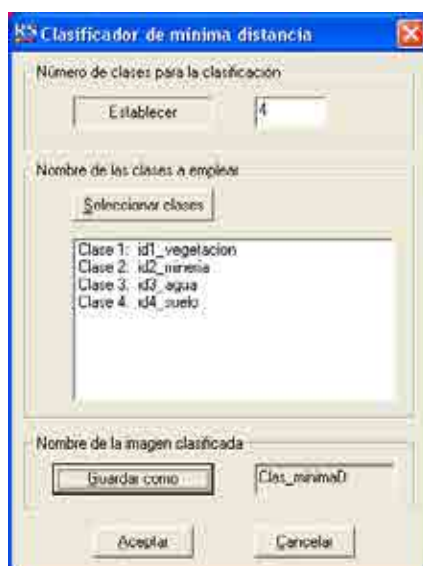 Clasificador de mínima distancia
Número de clases para la clasificación
Establecer
4
Nombre de las clases a emplear
Seleccionar clases
Clase 1: id1_vegetacion
Clase 2: id2_mineria
Clase 3: id3_agua
Clase 4: id4_suelo
Nombre de la imagen clasificada
Guardar como
Clas_minimaD
Aceptar
Cancelar